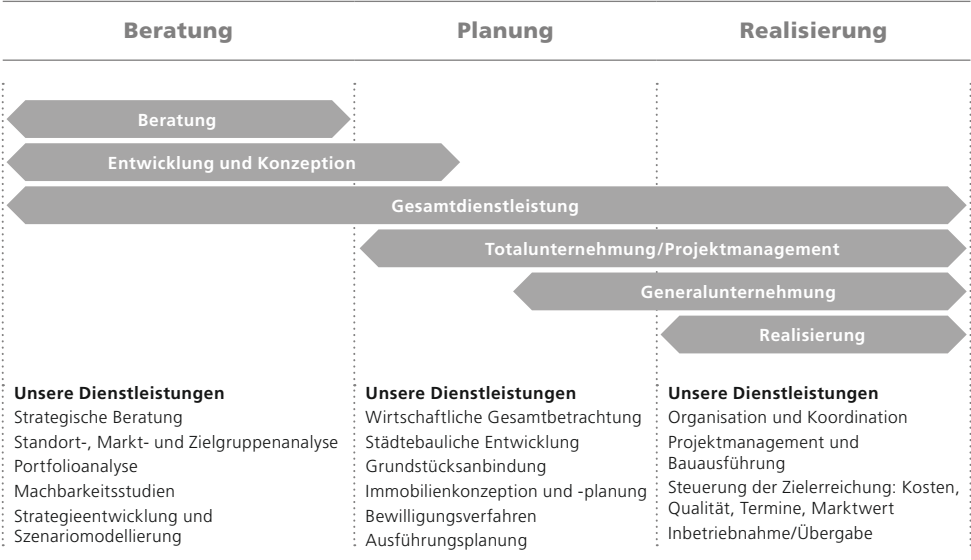 Beratung
Planung
Realisierung
Beratung
Entwicklung und Konzeption
Gesamtdienstleistung
Totalunternehmung/Projektmanagement
Generalunternehmung
Realisierung
Unsere Dienstleistungen
Strategische Beratung
Standort-, Markt- und Zielgruppenanalyse
Portfolioanalyse
Machbarkeitsstudien
Strategieentwicklung und
Szenariomodellierung
Unsere Dienstleistungen
Wirtschaftliche Gesamtbetrachtung
Städtebauliche Entwicklung
Grundstücksanbindung
Immobilienkonzeption und -planung
Bewilligungsverfahren
Ausführungsplanung
Unsere Dienstleistungen
Organisation und Koordination
Projektmanagement und
Bauausführung
Steuerung der Zielerreichung: Kosten,
Qualität, Termine, Marktwert
Inbetriebnahme/Übergabe